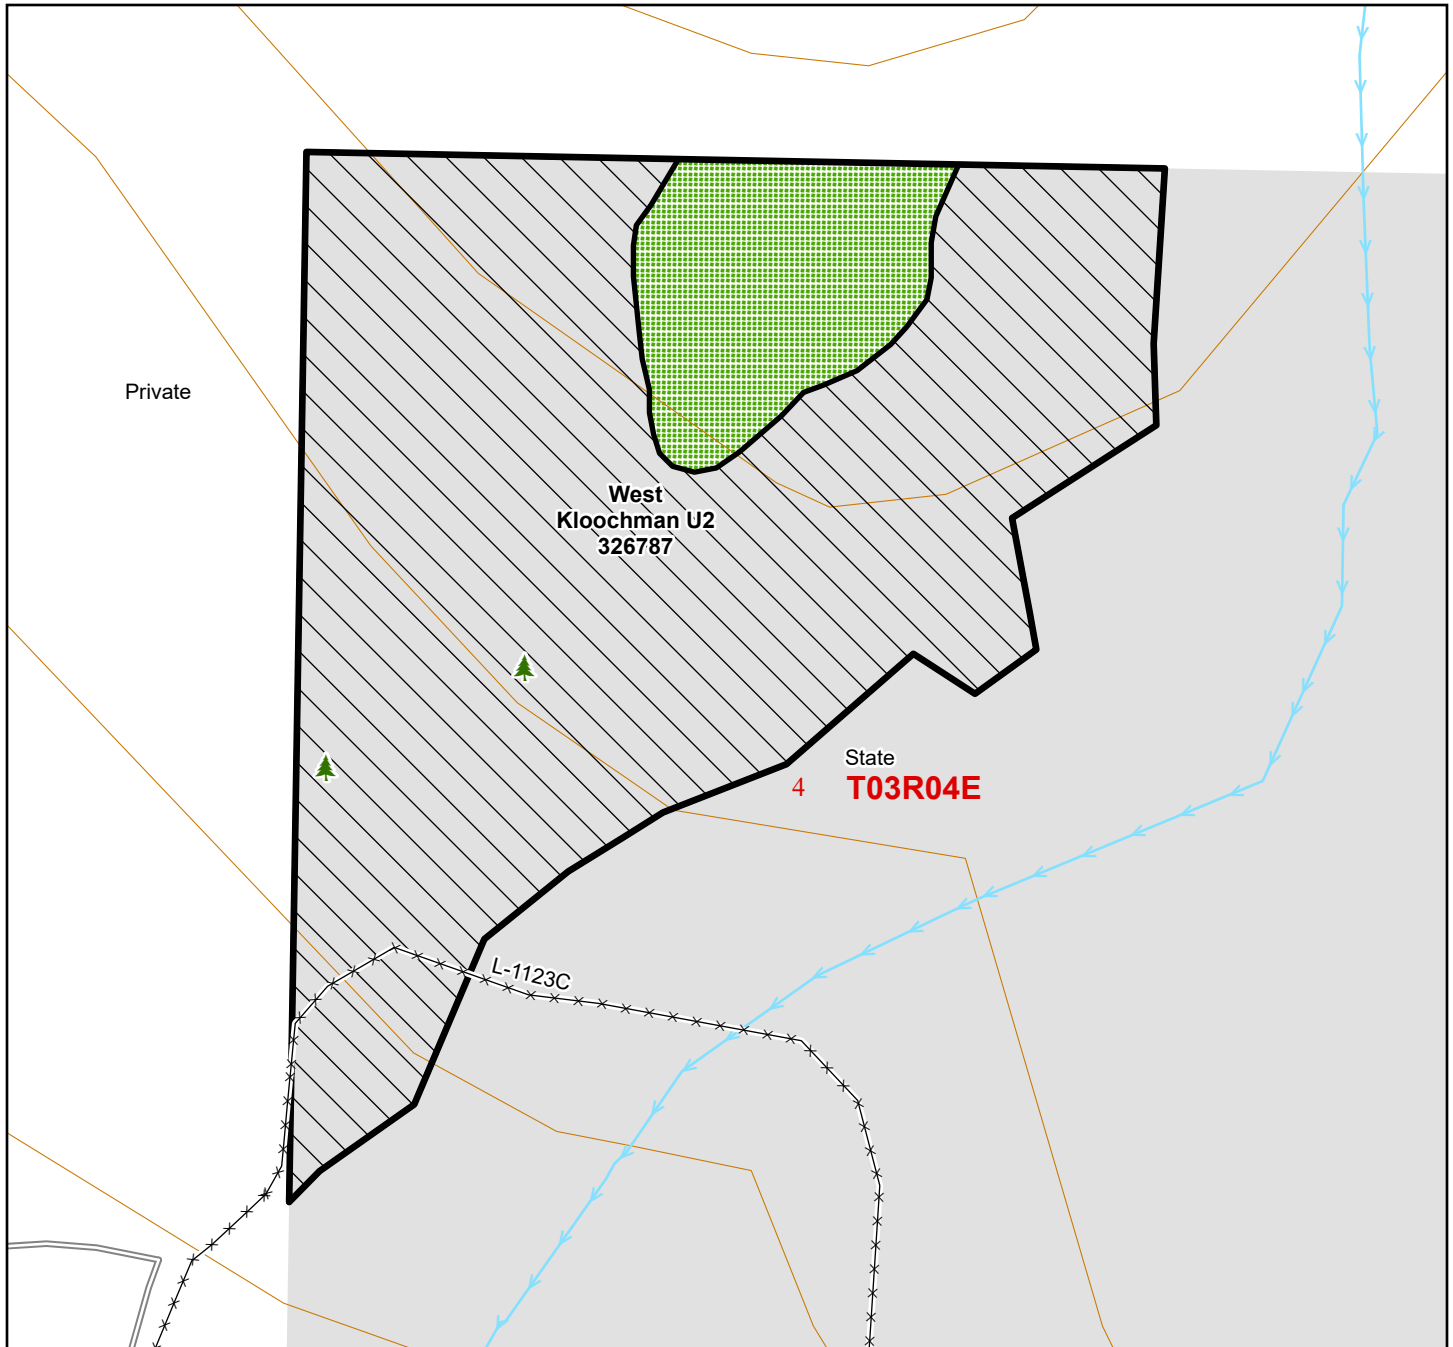 Private
West
Kloochman U2
326787
State
4 T03R04E
L-1123C